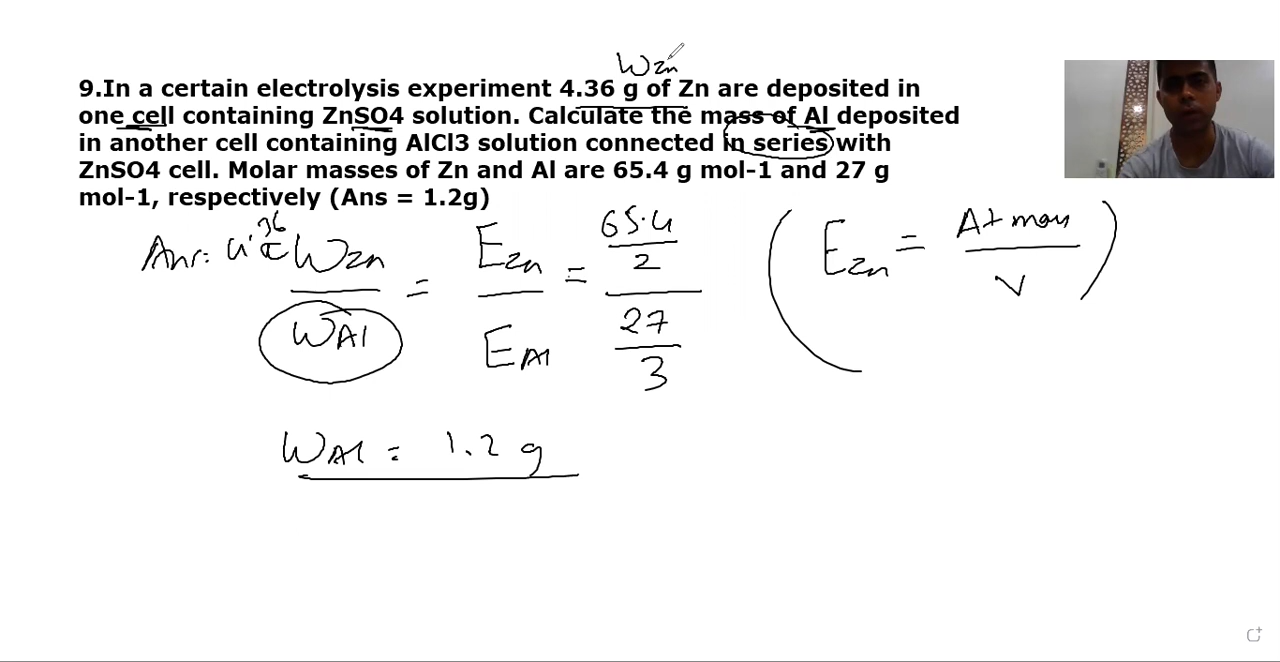 Wzn
9.In a certain electrolysis experiment 4.36 g of Zn are deposited in
one cell containing ZnSO4 solution. Calculate the mass of Al deposited
in another cell containing AlCl3 solution connected in series with
ZnSO4 cell. Molar masses of Zn and Al are 65.4 g mol-1 and 27 g
mol-1, respectively (Ans = 1.2g)
Ans: 4.36 Wzn / WAl = Ezn / EAl = 65.4/2 / 27/3 (Ezn = At mass / V)
WAl = 1.2 g